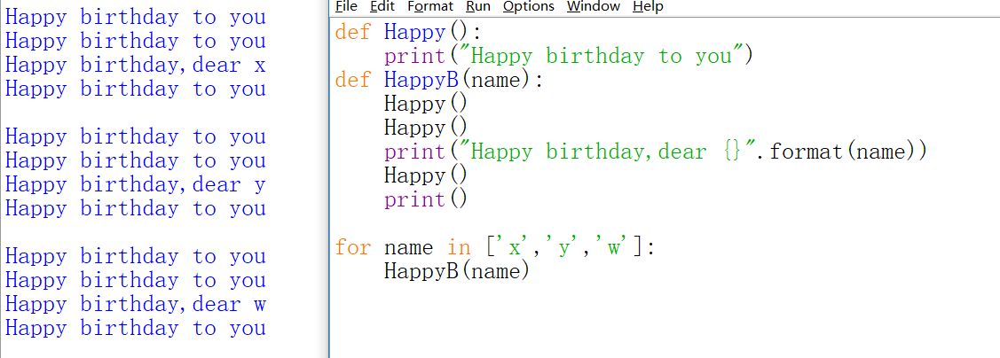 Happy birthday to you
Happy birthday to you
Happy birthday,dear x
Happy birthday to you

Happy birthday to you
Happy birthday to you
Happy birthday,dear y
Happy birthday to you

Happy birthday to you
Happy birthday to you
Happy birthday,dear w
Happy birthday to you

File Edit Format Run Options Window Help
def Happy():
    print("Happy birthday to you")
def HappyB(name):
    Happy()
    Happy()
    print("Happy birthday,dear {}".format(name))
    Happy()
    print()

for name in ['x','y','w']:
    HappyB(name)